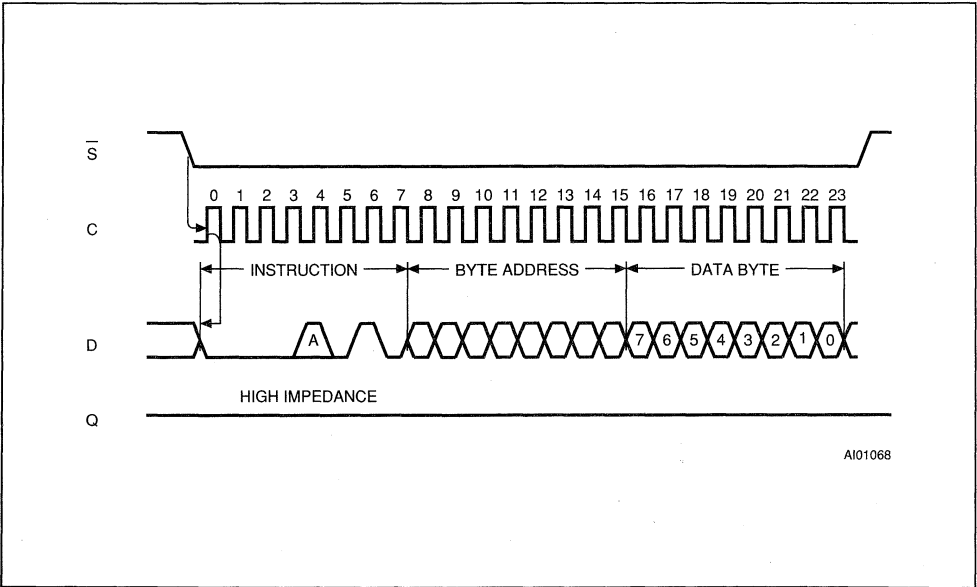 S̅
0 1 2 3 4 5 6 7 8 9 10 11 12 13 14 15 16 17 18 19 20 21 22 23
C
INSTRUCTION BYTE ADDRESS DATA BYTE
D
A 7 6 5 4 3 2 1 0
HIGH IMPEDANCE
Q
AI01068